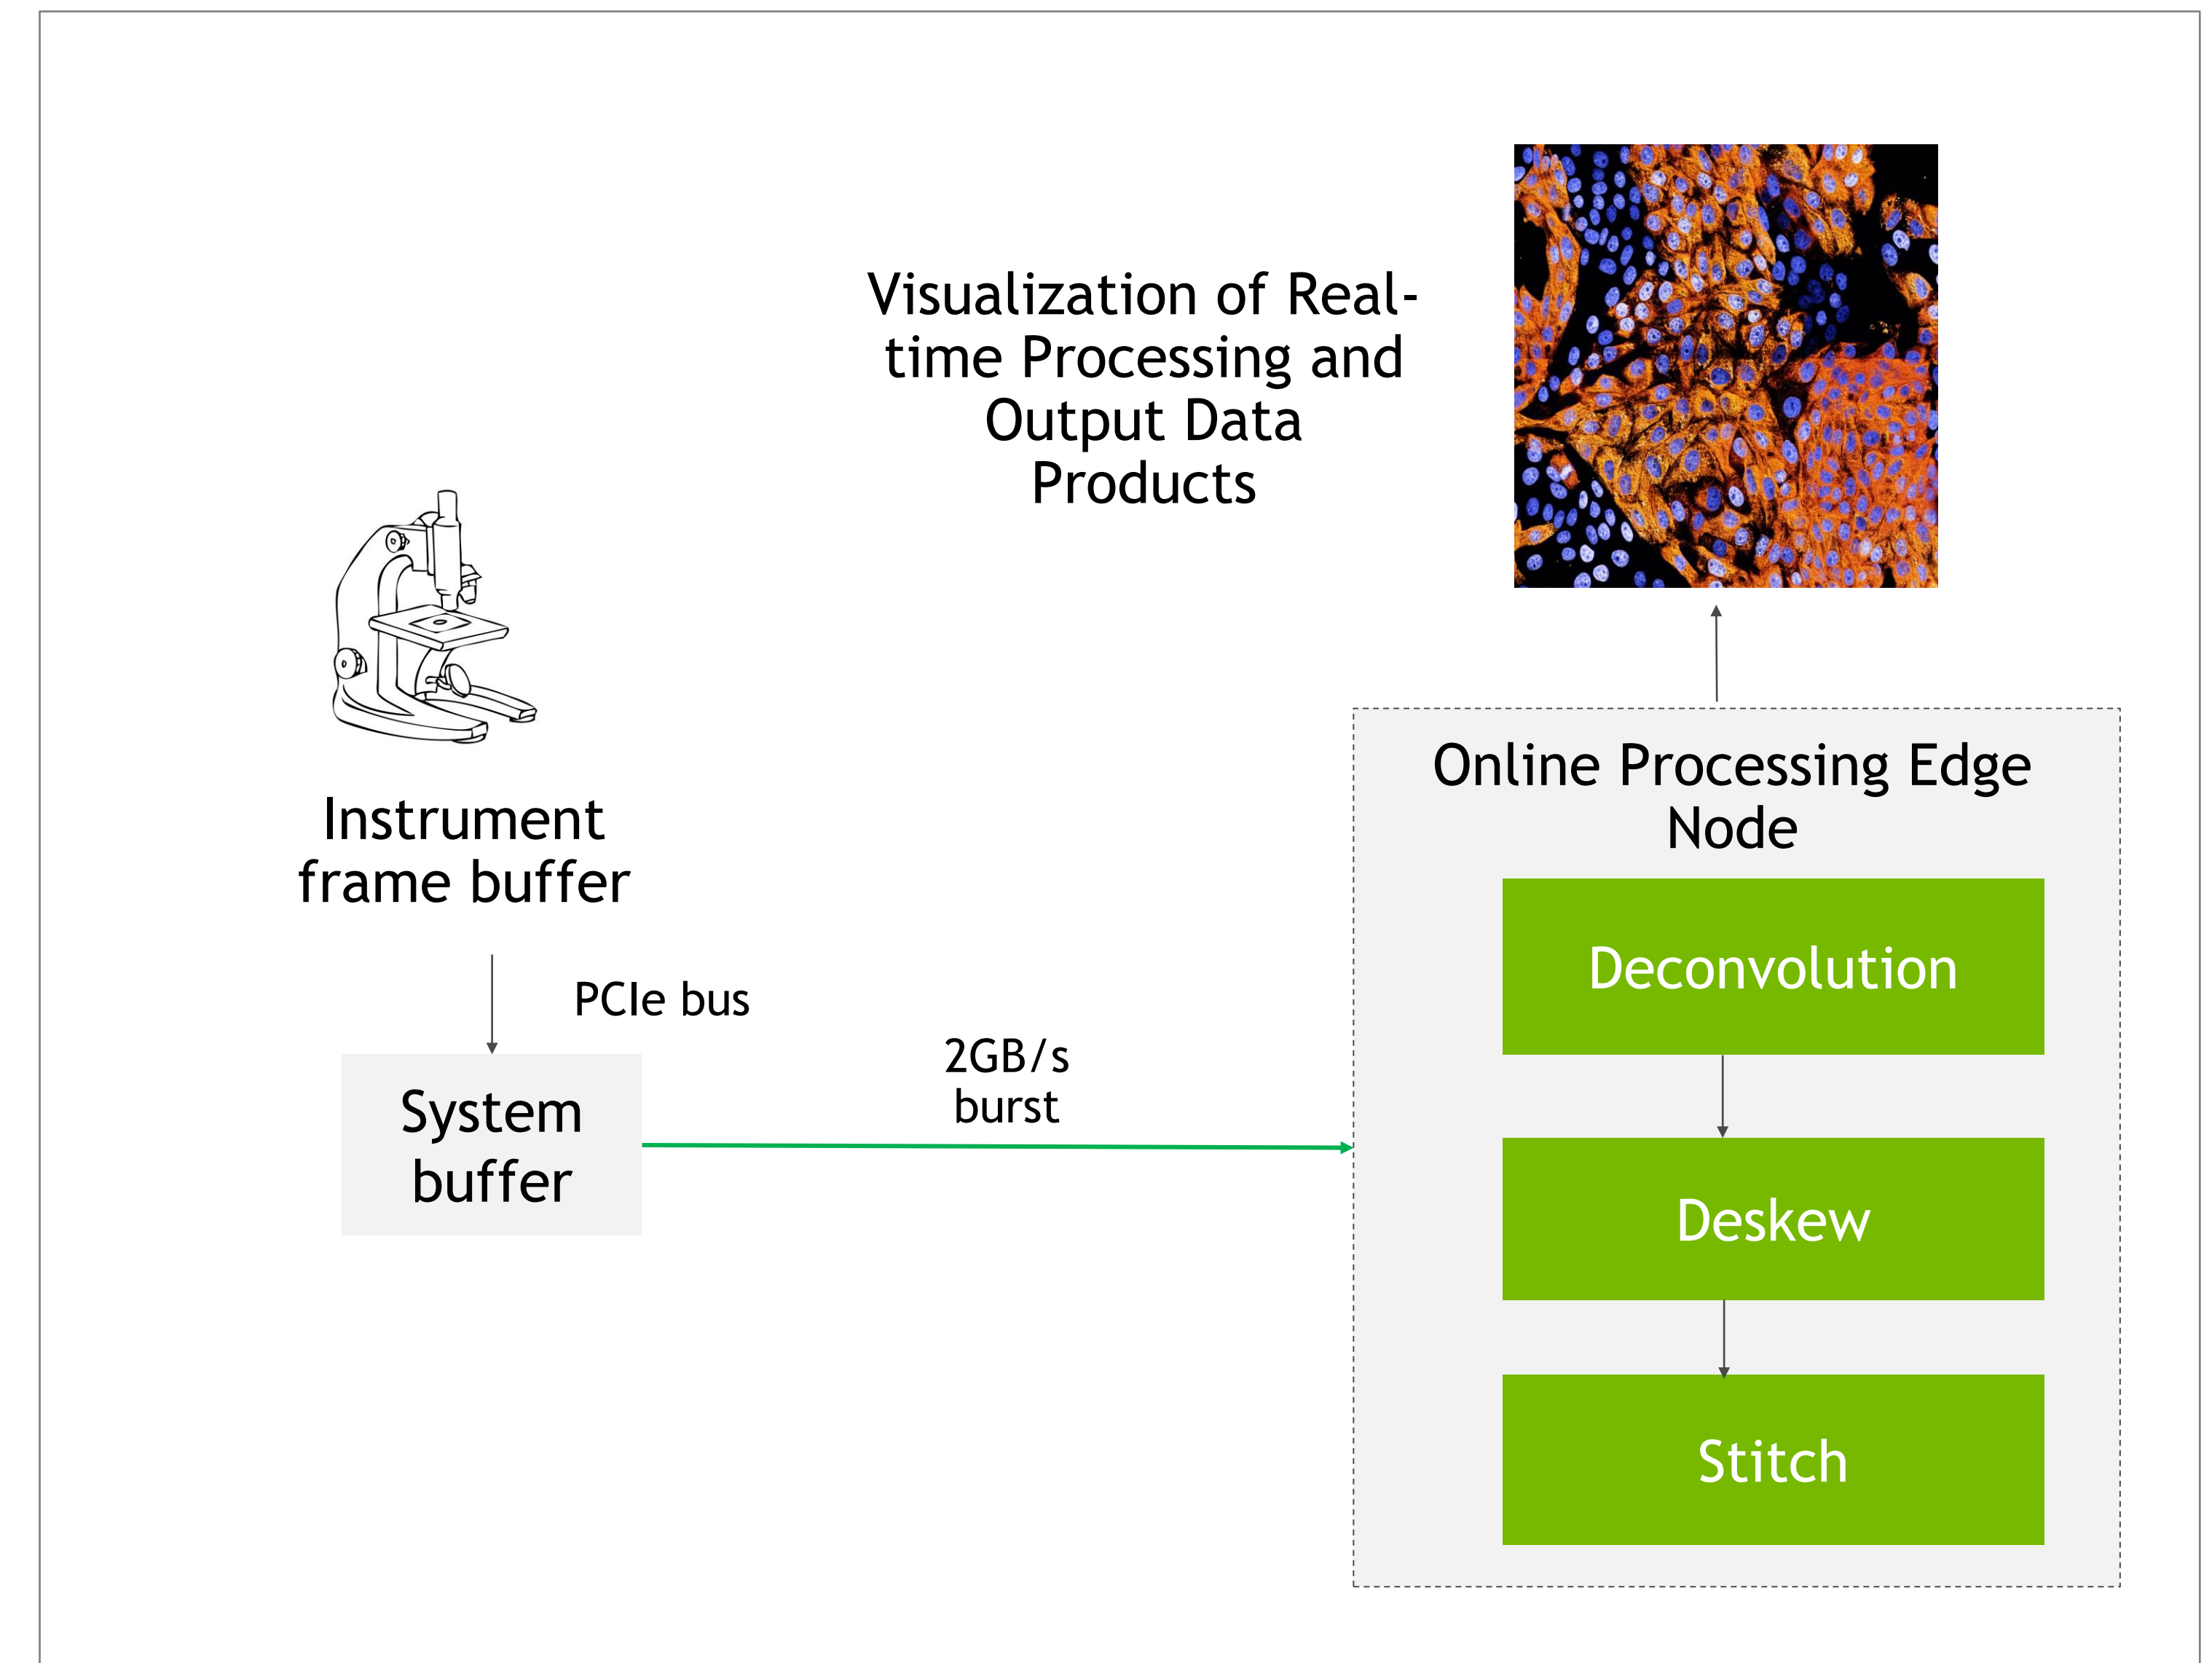 Visualization of Real-
time Processing and
Output Data
Products
Instrument
frame buffer
PCIe bus
System
buffer
2GB/s
burst
Online Processing Edge
Node
Deconvolution
Deskew
Stitch